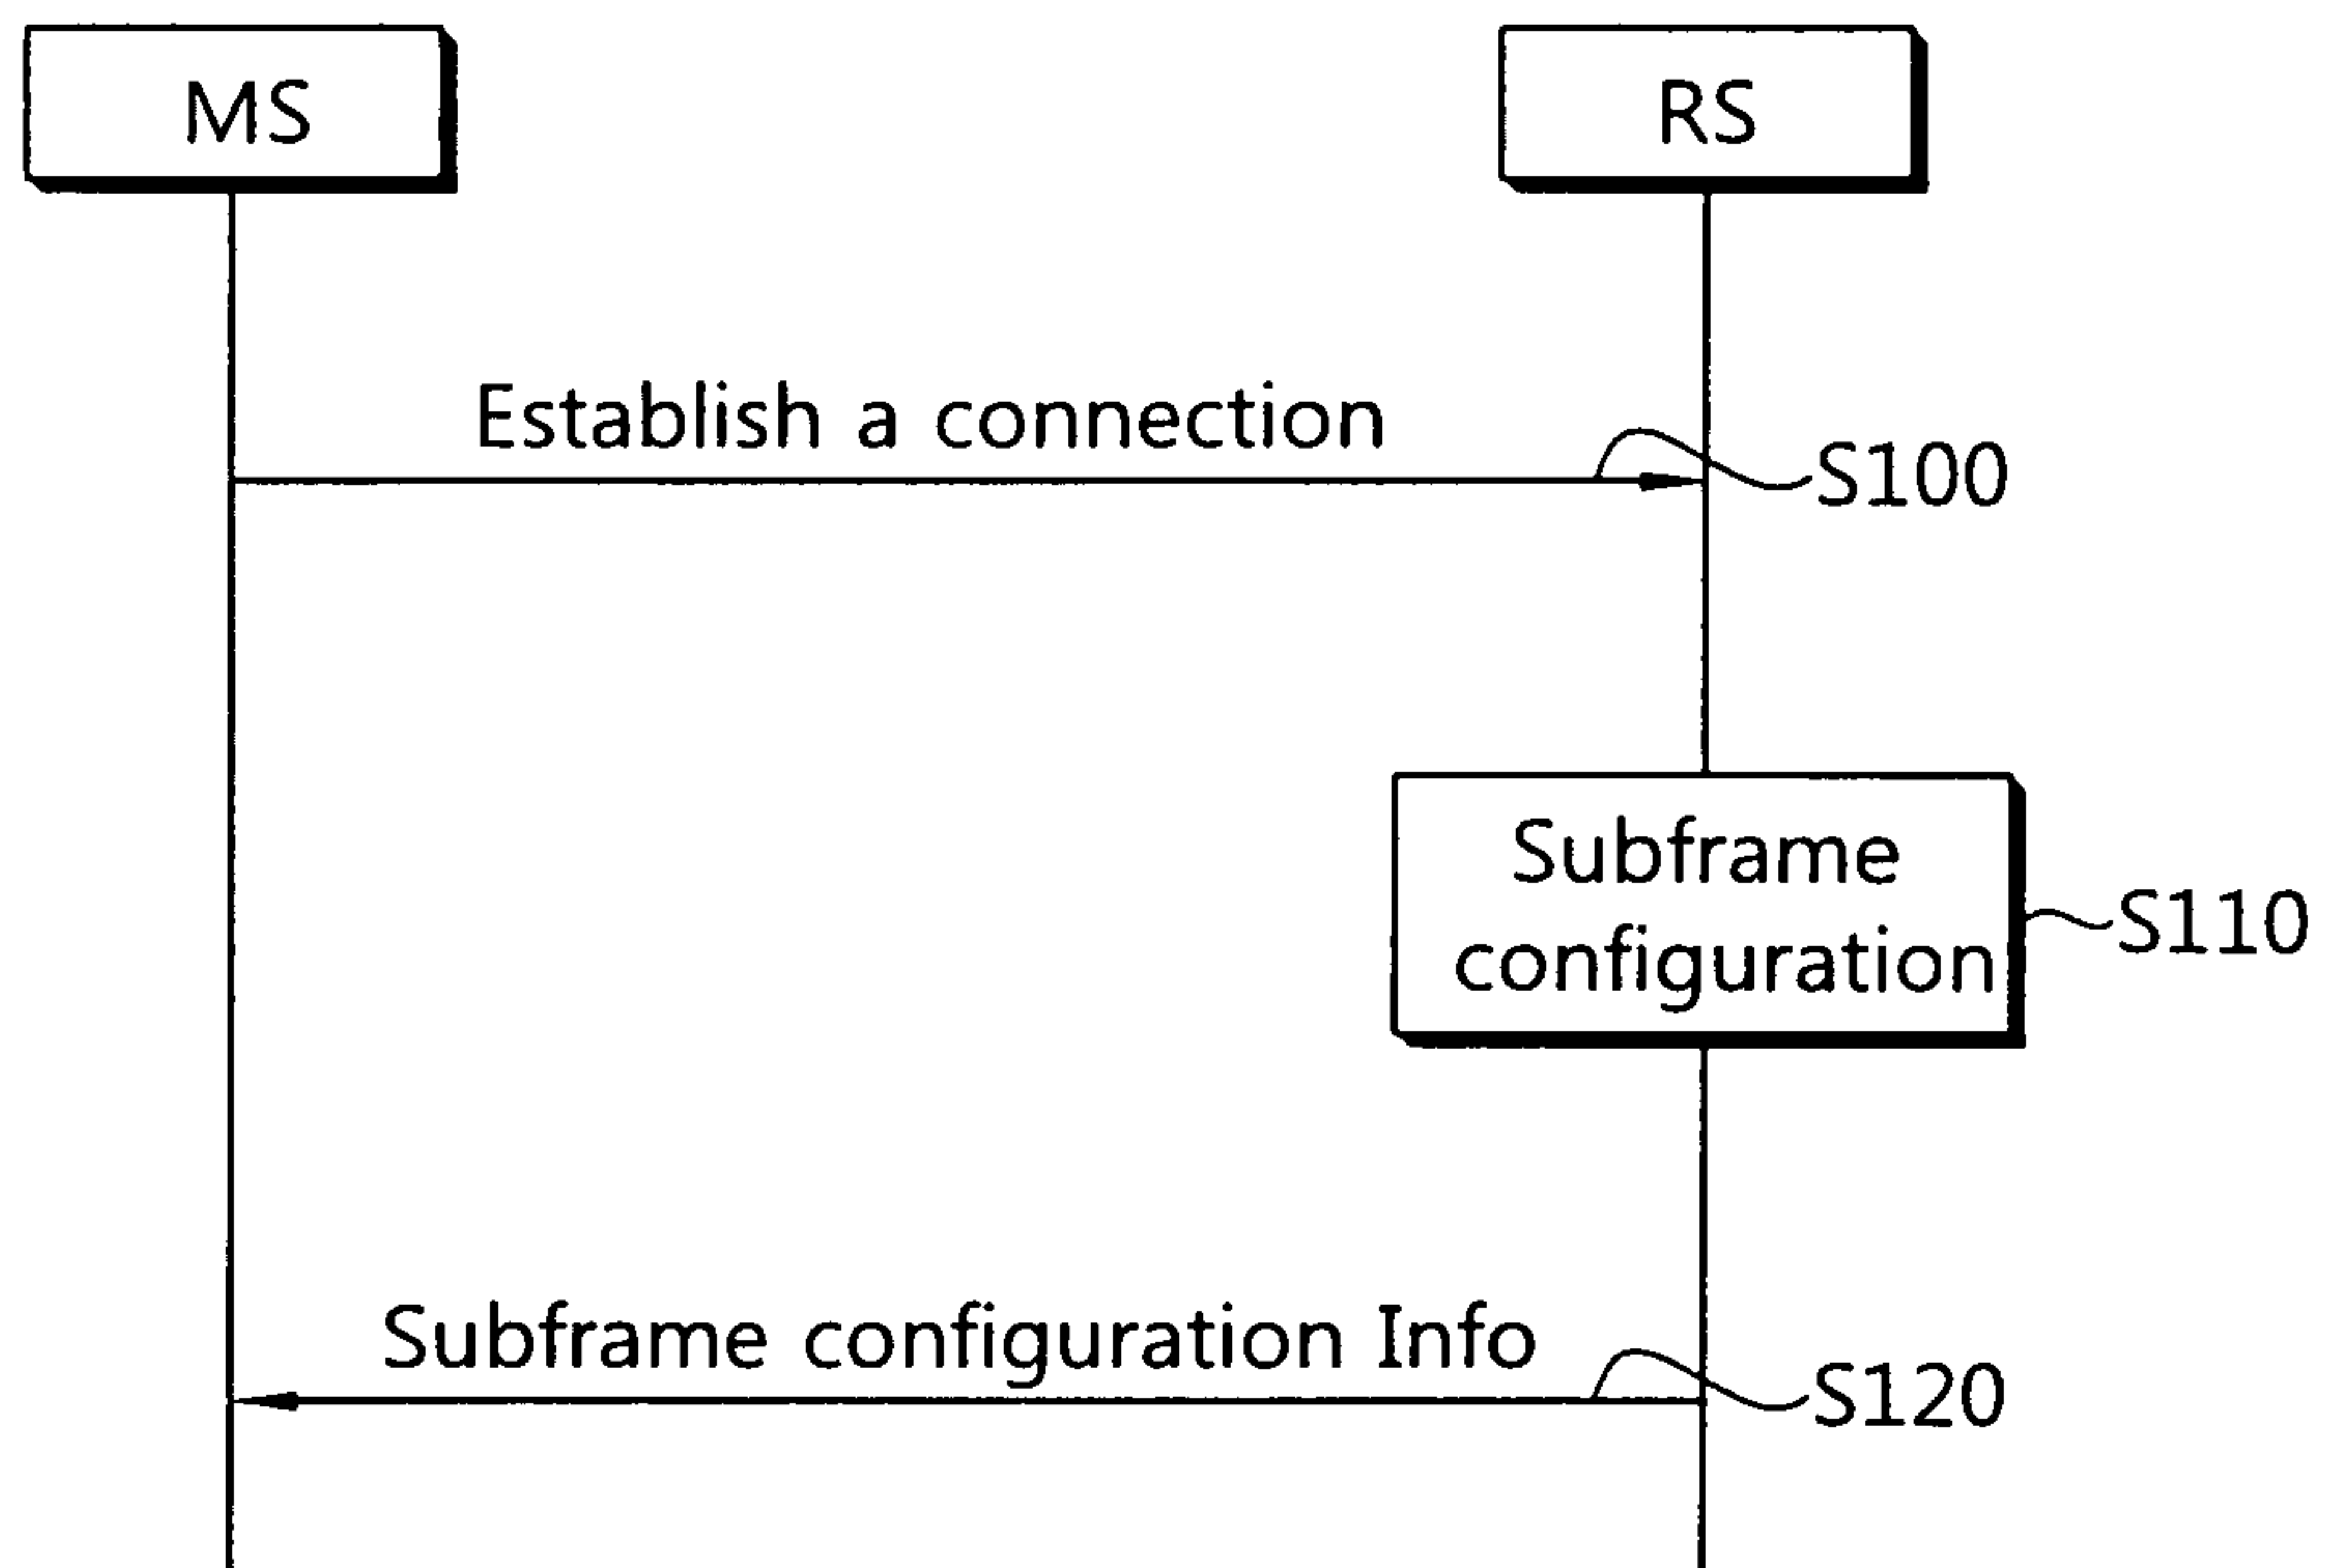 MS
RS
Establish a connection
S100
Subframe
configuration
S110
Subframe configuration Info
S120